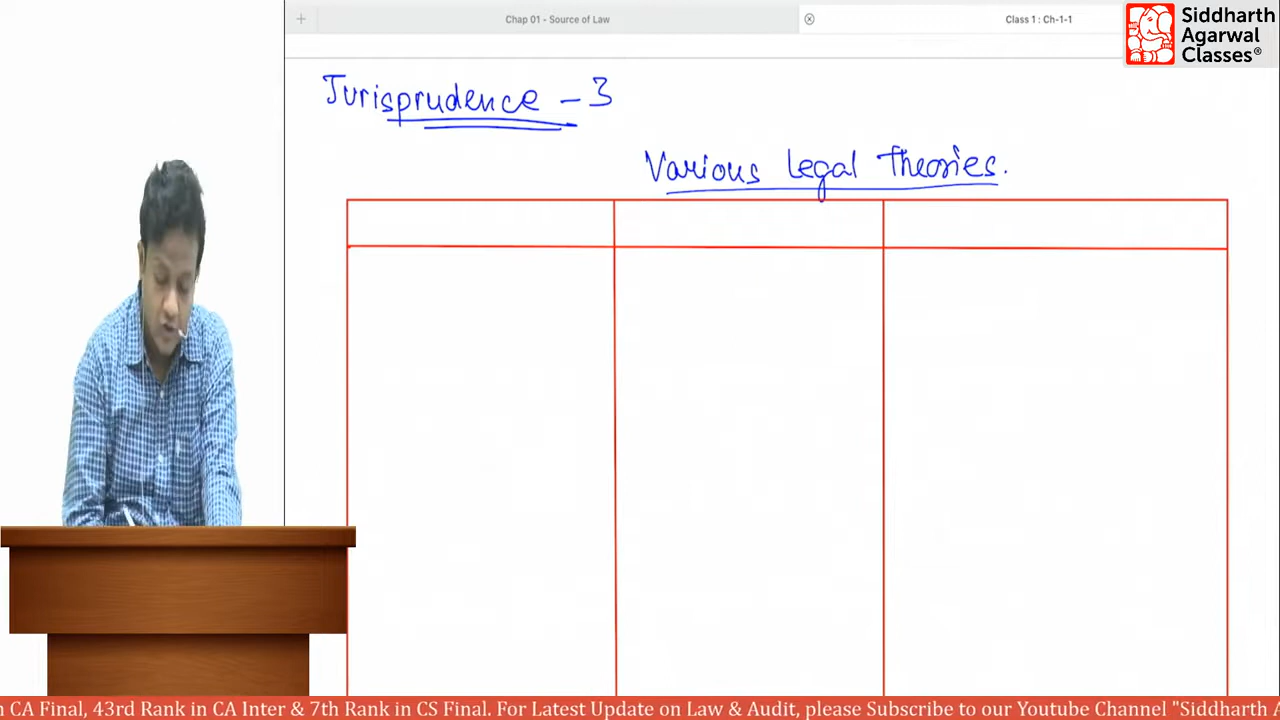 Chap 01 - Source of Law
Class 1 : Ch-1-1
Siddharth
Agarwal
Classes®
Jurisprudence - 3
Various Legal Theories.
n CA Final, 43rd Rank in CA Inter & 7th Rank in CS Final. For Latest Update on Law & Audit, please Subscribe to our Youtube Channel "Siddharth A